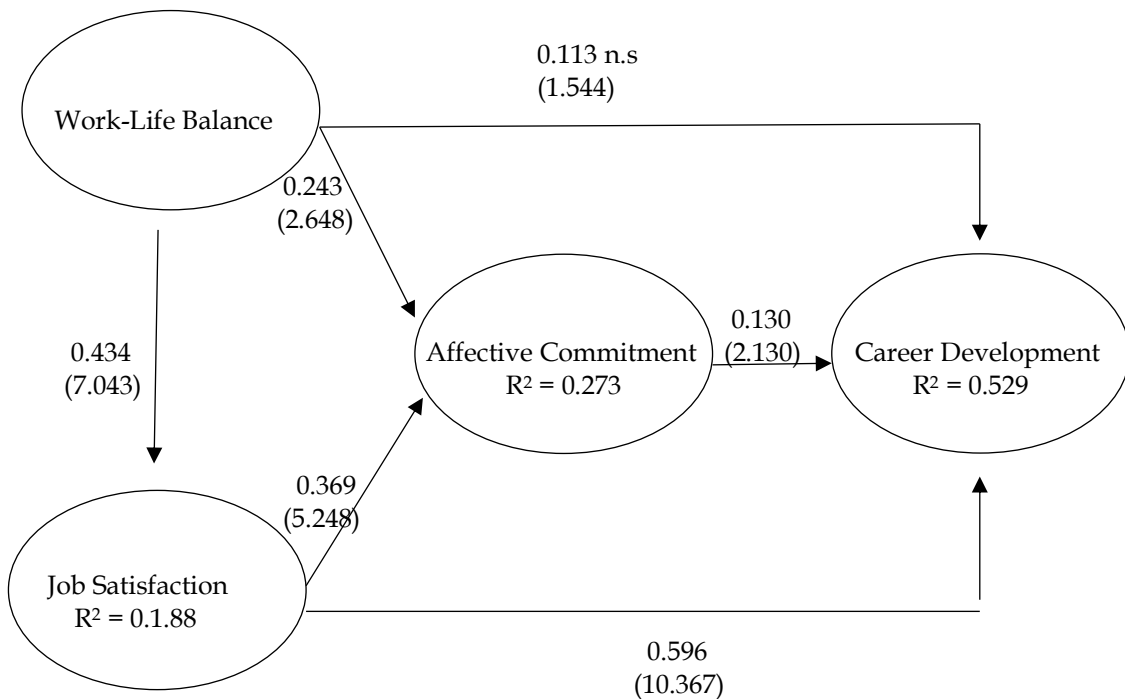 0.113 n.s
(1.544)
Work-Life Balance
0.243
(2.648)
0.434
(7.043)
Affective Commitment
R² = 0.273
0.130
(2.130)
Career Development
R² = 0.529
0.369
(5.248)
Job Satisfaction
R² = 0.1.88
0.596
(10.367)